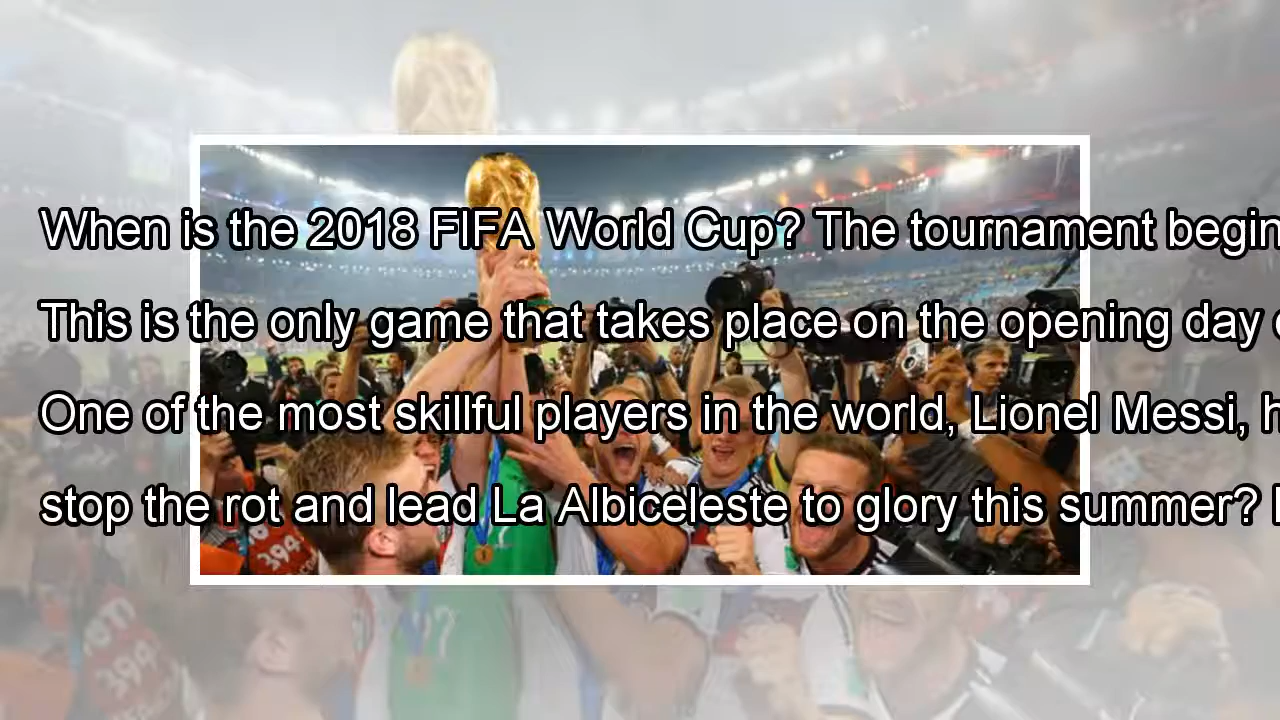 When is the 2018 FIFA World Cup? The tournament begin
This is the only game that takes place on the opening day
One of the most skillful players in the world, Lionel Messi,
stop the rot and lead La Albiceleste to glory this summer?
394